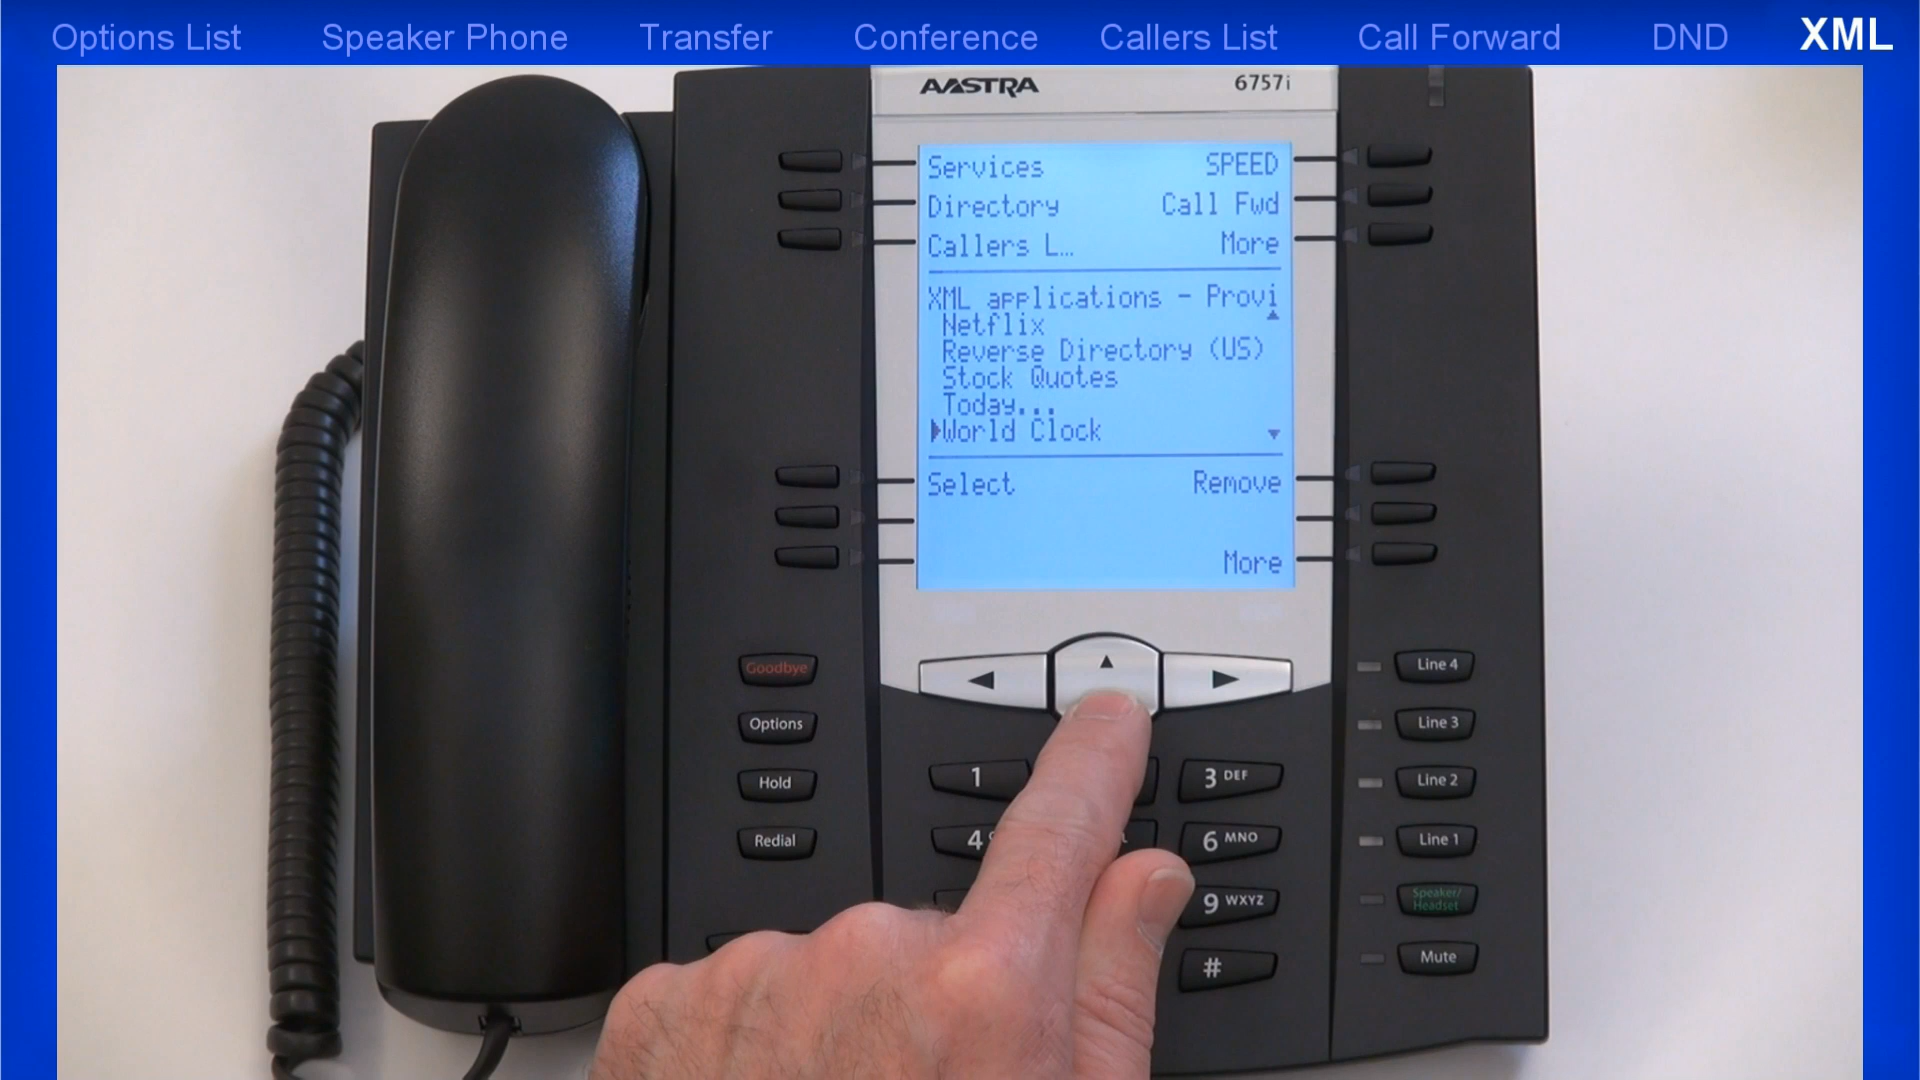 Options List Speaker Phone Transfer Conference Callers List Call Forward DND XML
AASTRA 6757i
Services SPEED
Directory Call Fwd
Callers L... More
XML applications - Provi
Netflix
Reverse Directory (US)
Stock Quotes
Today...
World Clock
Select Remove
More
Goodbye
Options
Hold
Redial
1
3 DEF
4
6 MNO
9 WXYZ
#
Line 4
Line 3
Line 2
Line 1
Speaker/
Headset
Mute